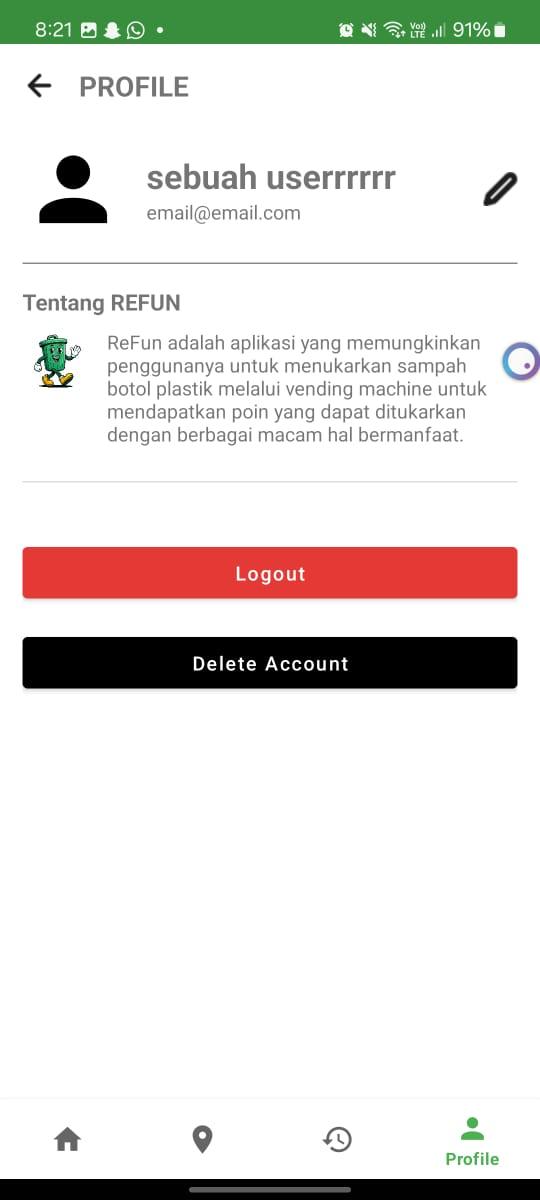 8:21
Vo))
LTE
91%
PROFILE
sebuah userrrrrr
email@email.com
Tentang REFUN
ReFun adalah aplikasi yang memungkinkan
penggunanya untuk menukarkan sampah
botol plastik melalui vending machine untuk
mendapatkan poin yang dapat ditukarkan
dengan berbagai macam hal bermanfaat.
Logout
Delete Account
Profile